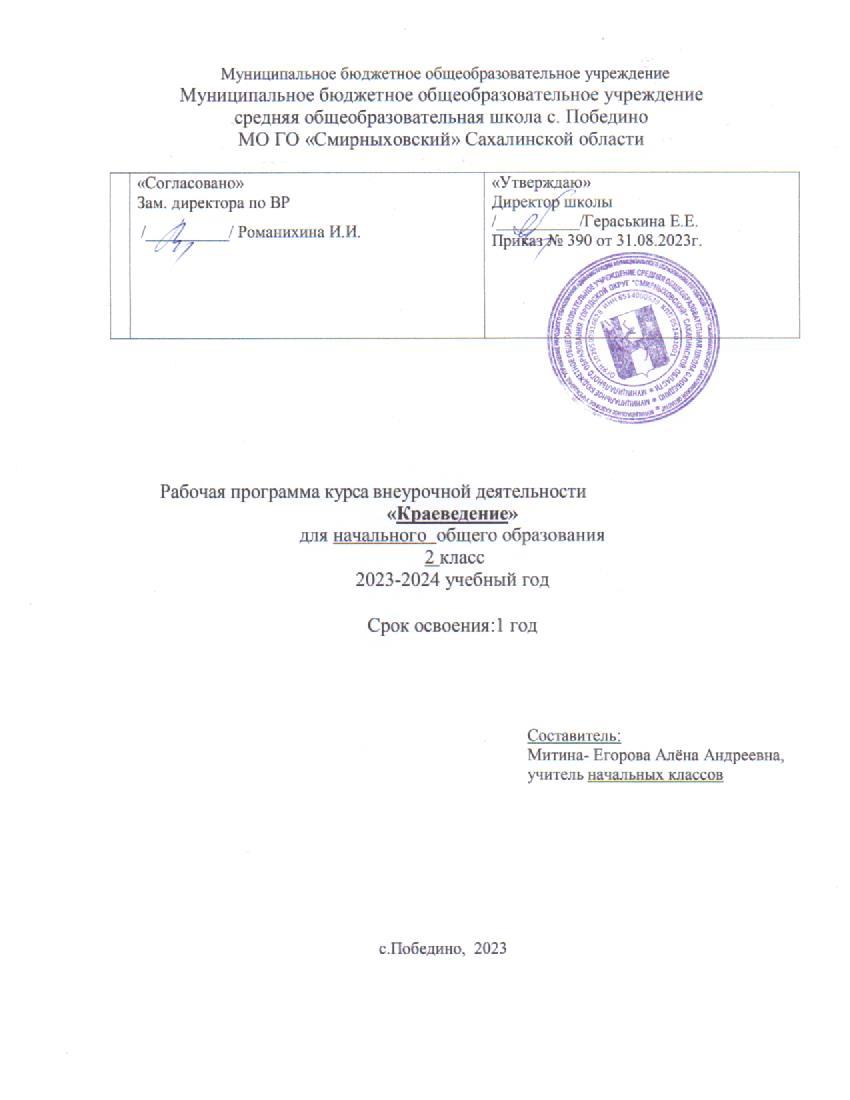 Муниципальное бюджетное общеобразовательное учреждение
Муниципальное бюджетное общеобразовательное учреждение
средняя общеобразовательная школа с. Победино
МО ГО «Смирныховский» Сахалинской области
«Согласовано»
Зам. директора по ВР
/__________/ Романихина И.И.
«Утверждаю»
Директор школы
/__________/Гераськина Е.Е.
Приказ № 390 от 31.08.2023г.
Рабочая программа курса внеурочной деятельности
«Краеведение»
для начального общего образования
2 класс
2023-2024 учебный год
Срок освоения:1 год
Составитель:
Митина- Егорова Алёна Андреевна,
учитель начальных классов
с.Победино, 2023